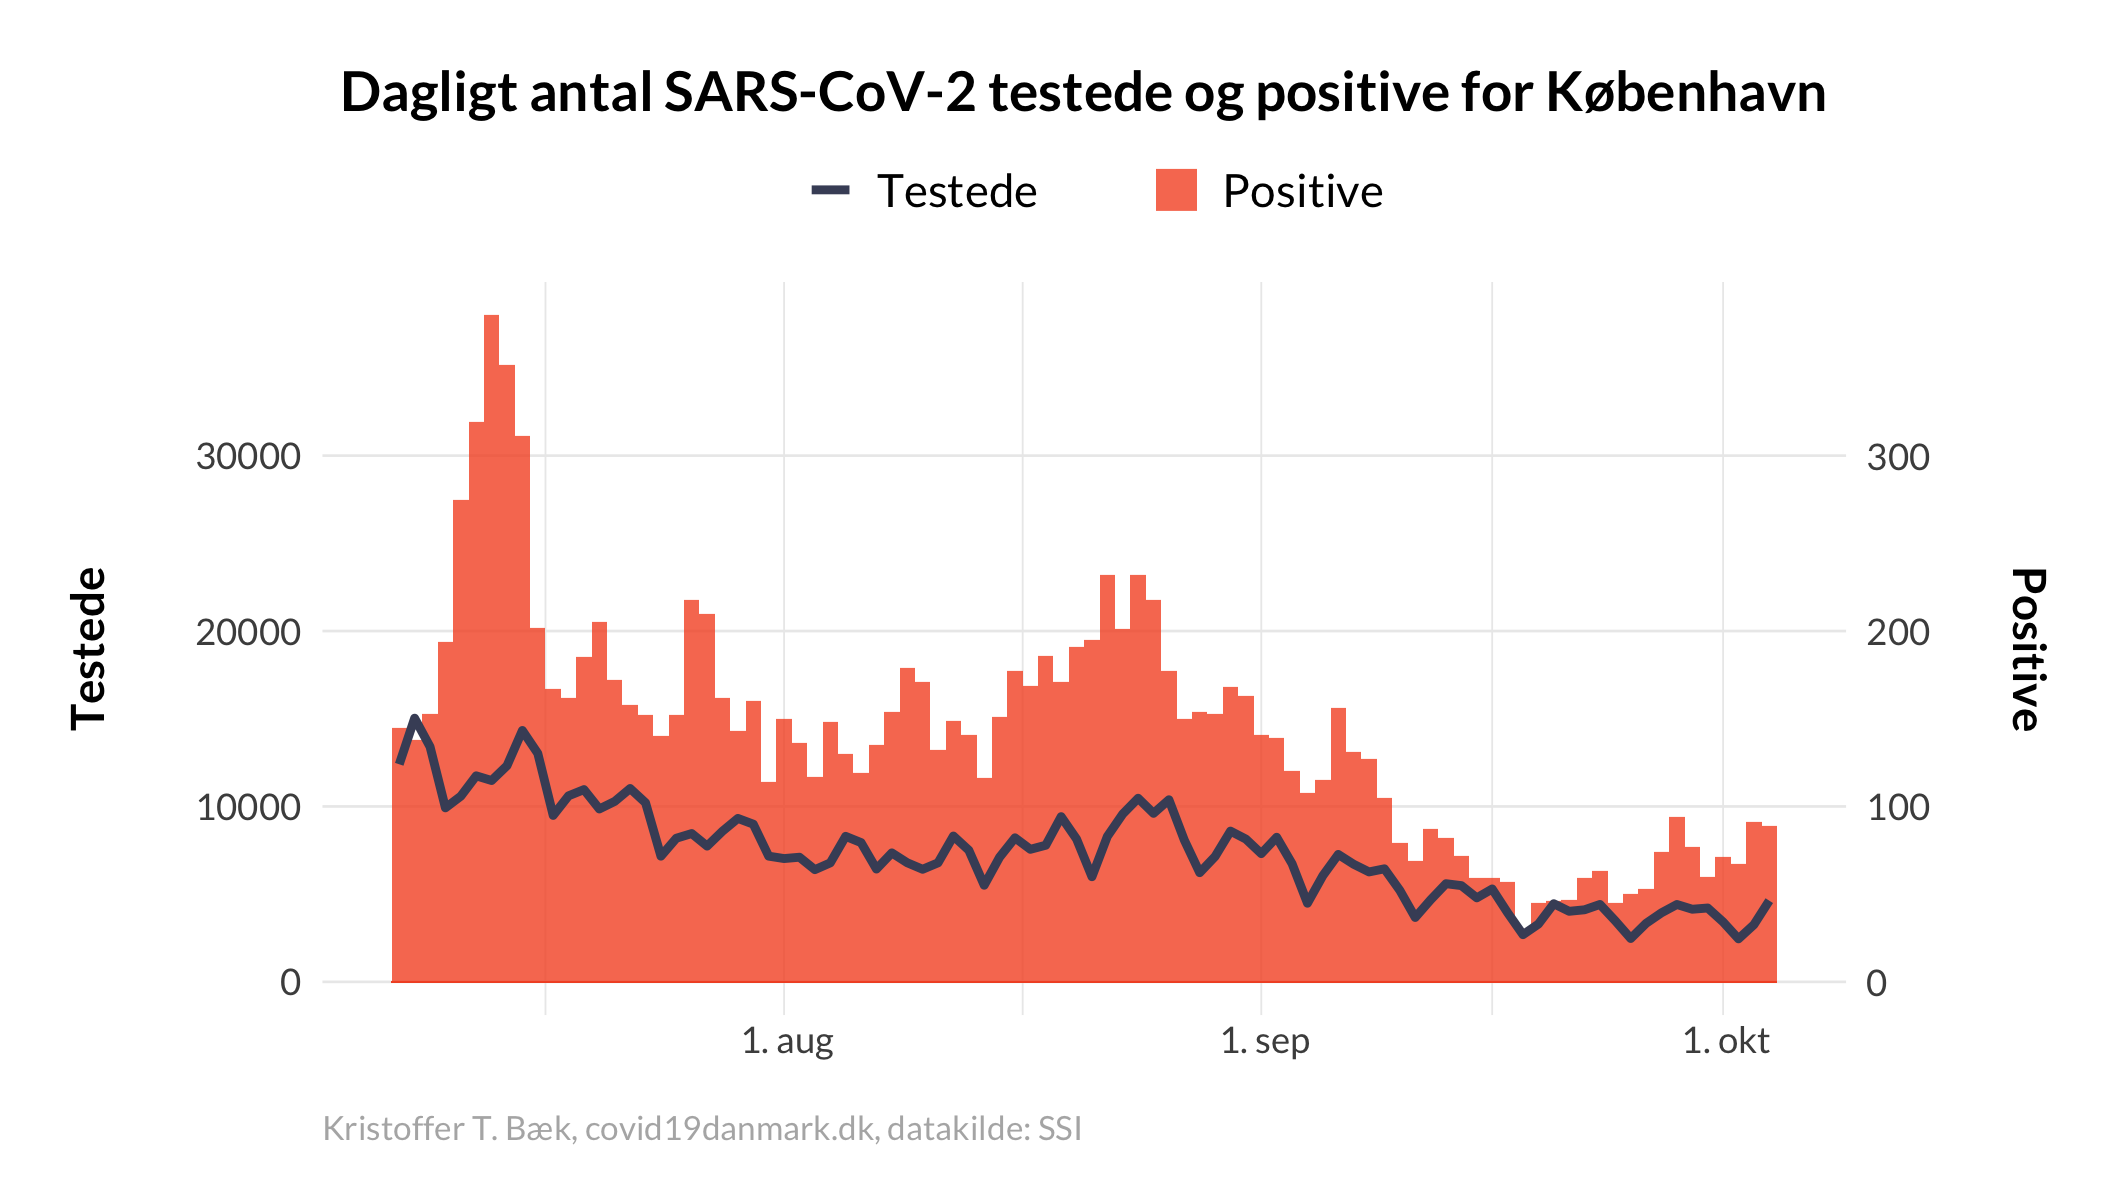 Dagligt antal SARS-CoV-2 testede og positive for København
Testede Positive
30000 300
20000 200
10000 100
0 0
Testede
Positive
1. aug 1. sep 1. okt
Kristoffer T. Bæk, covid19danmark.dk, datakilde: SSI